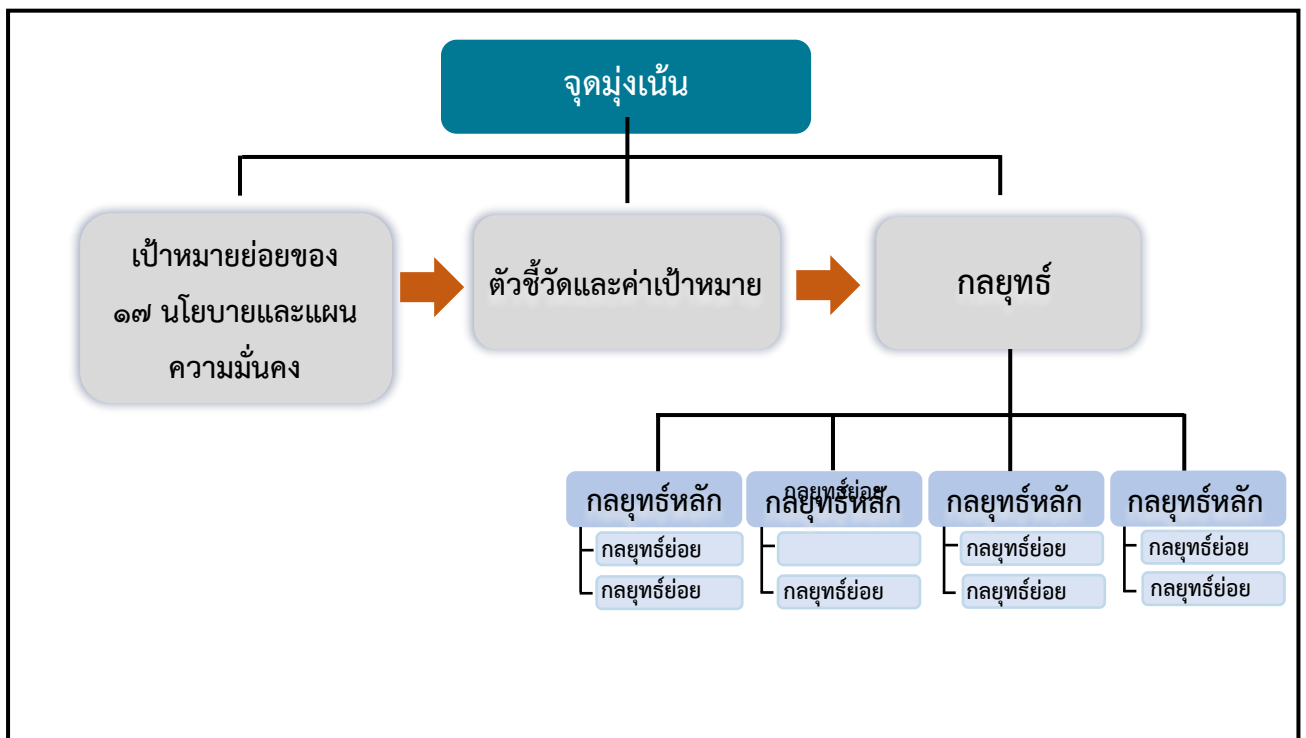 จุดมุ่งเน้น
เป้าหมายย่อยของ
๑๗ นโยบายและแผน
ความมั่นคง
ตัวชี้วัดและค่าเป้าหมาย
กลยุทธ์
กลยุทธ์หลัก
กลยุทธ์ย่อย
กลยุทธ์ย่อย
กลยุทธ์ย่อย
กลยุทธ์หลัก
กลยุทธ์ย่อย
กลยุทธ์หลัก
กลยุทธ์ย่อย
กลยุทธ์ย่อย
กลยุทธ์หลัก
กลยุทธ์ย่อย
กลยุทธ์ย่อย